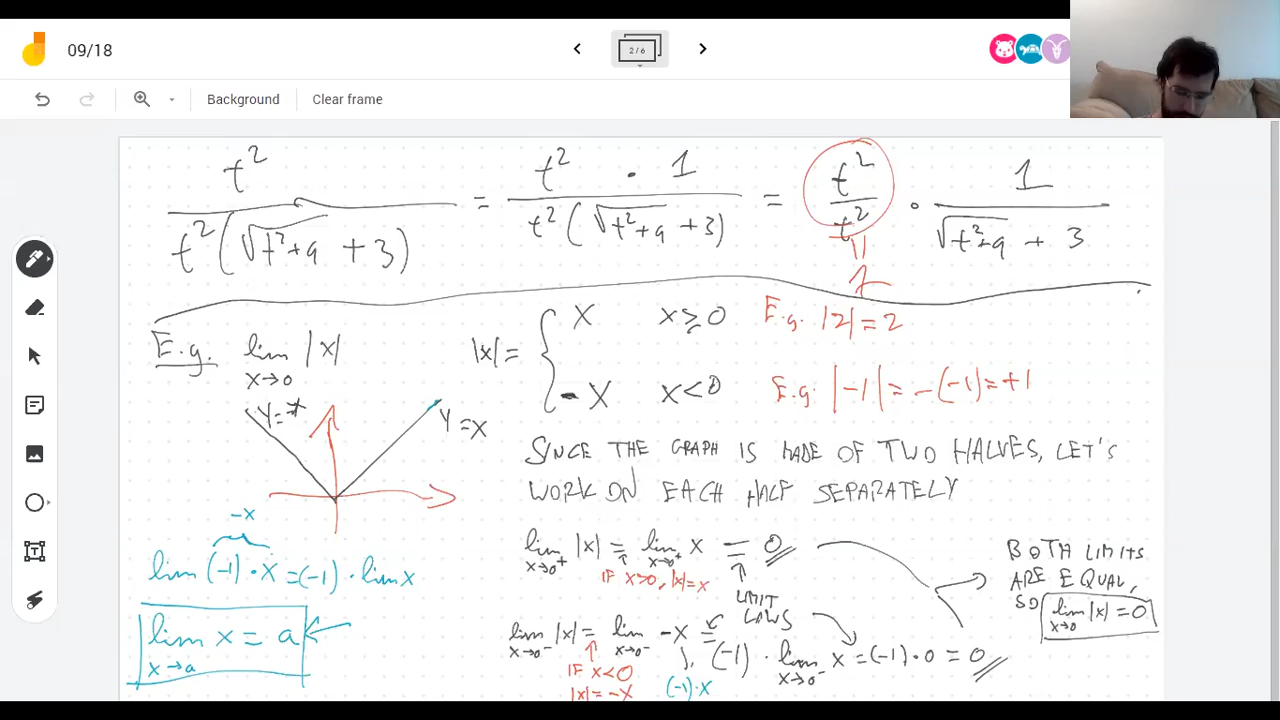 09/18
2/6
Background
Clear frame
t² / t²(√t²+9 + 3) = t² · 1 / t²(√t²+9 + 3) = t²/t² · 1 / √t²+9 + 3
= 1
E.g. lim x→0 |x|
|x| = { X x≥0
-X x<0
E.g. |2| = 2
E.g. |-1| = -(-1) = +1
Y = X
SINCE THE GRAPH IS MADE OF TWO HALVES, LET'S
WORK ON EACH HALF SEPARATELY
-x
lim (-1)·x = (-1)·lim x
lim x→a x = a
lim x→0⁺ |x| = lim x→0⁺ x = 0
IF X>0, |x|=x
LIMIT
LAWS
lim x→0⁻ |x| = lim x→0⁻ -x = (-1)·lim x→0⁻ x = (-1)·0 = 0
IF X<0
|x| = -X
(-1)·X
BOTH LIMITS
ARE EQUAL,
SO lim x→0 |x| = 0